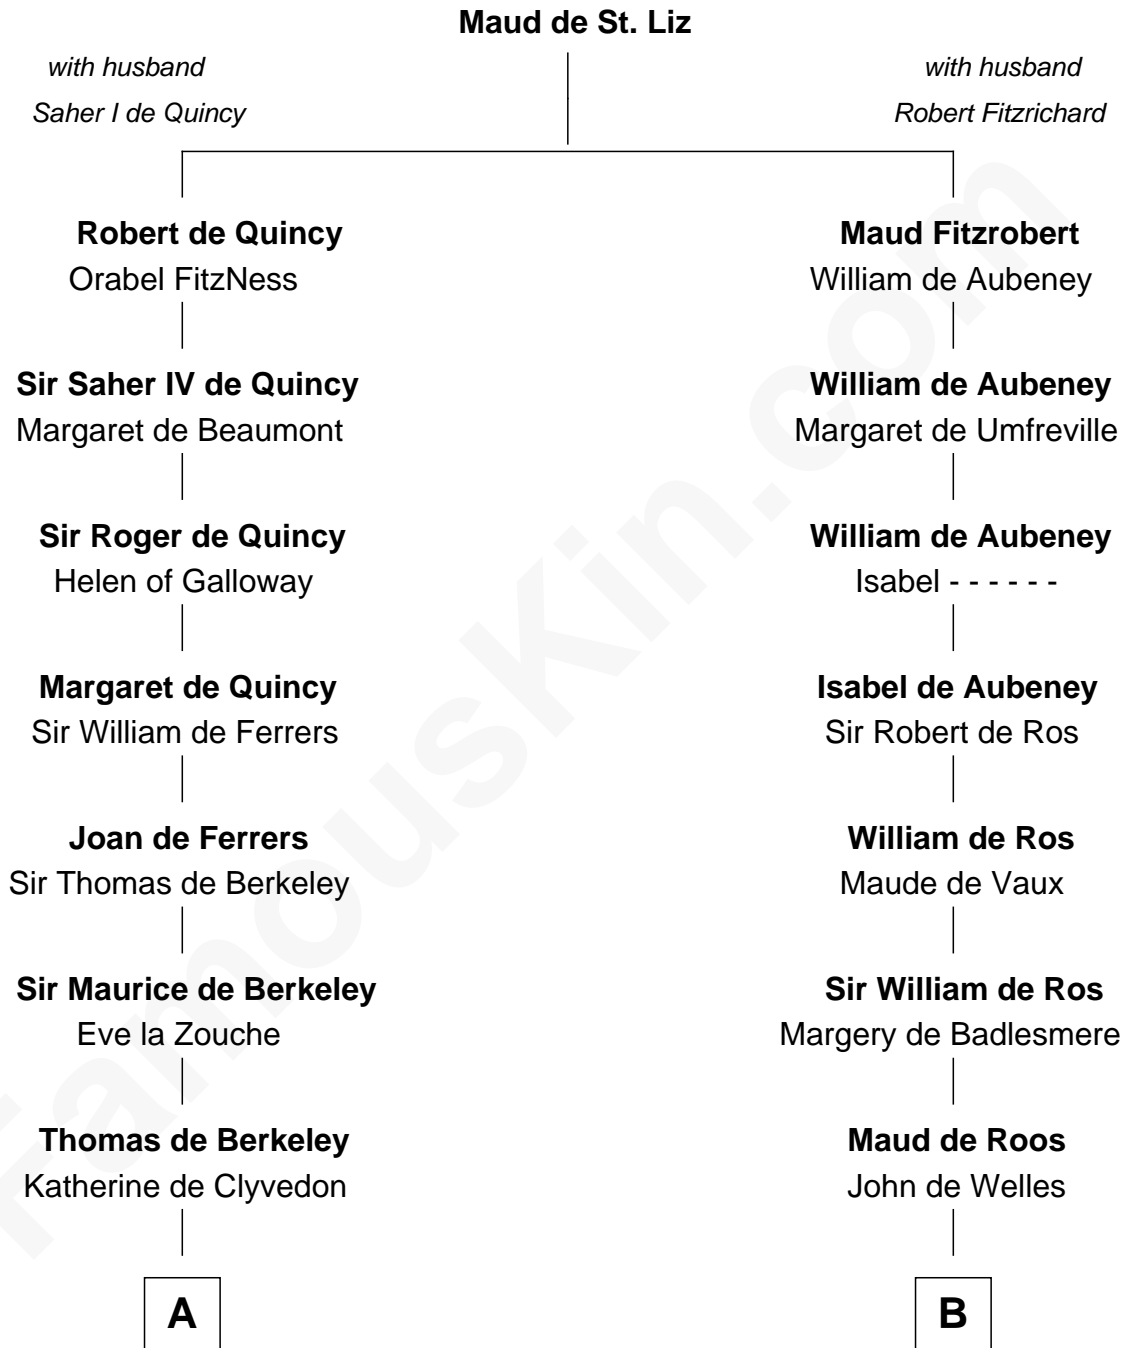 Maud de St. Liz
with husband
Saher I de Quincy
with husband
Robert Fitzrichard
Robert de Quincy
Orabel FitzNess
Maud Fitzrobert
William de Aubeney
Sir Saher IV de Quincy
Margaret de Beaumont
William de Aubeney
Margaret de Umfreville
Sir Roger de Quincy
Helen of Galloway
William de Aubeney
Isabel - - - - - -
Margaret de Quincy
Sir William de Ferrers
Isabel de Aubeney
Sir Robert de Ros
Joan de Ferrers
Sir Thomas de Berkeley
William de Ros
Maude de Vaux
Sir Maurice de Berkeley
Eve la Zouche
Sir William de Ros
Margery de Badlesmere
Thomas de Berkeley
Katherine de Clyvedon
Maud de Roos
John de Welles
A
B
FamousKin.com